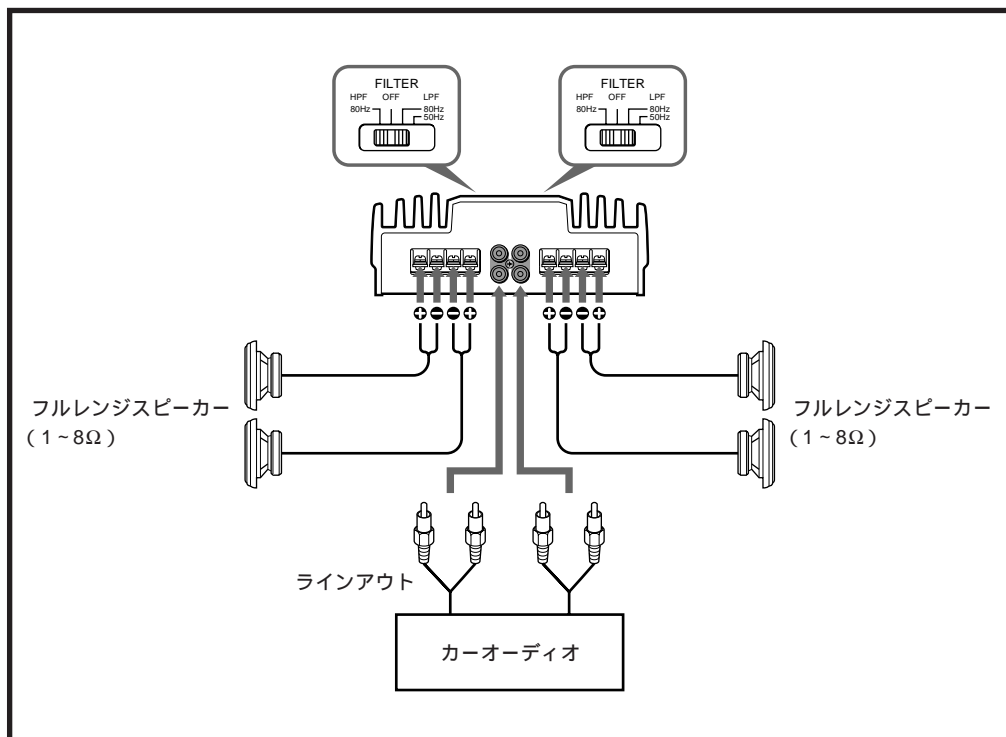 FILTER
HPF OFF LPF
80Hz 80Hz
50Hz
FILTER
HPF OFF LPF
80Hz 80Hz
50Hz
+ − − + + − − +
フルレンジスピーカー
（1~8Ω）
フルレンジスピーカー
（1~8Ω）
ラインアウト
カーオーディオ